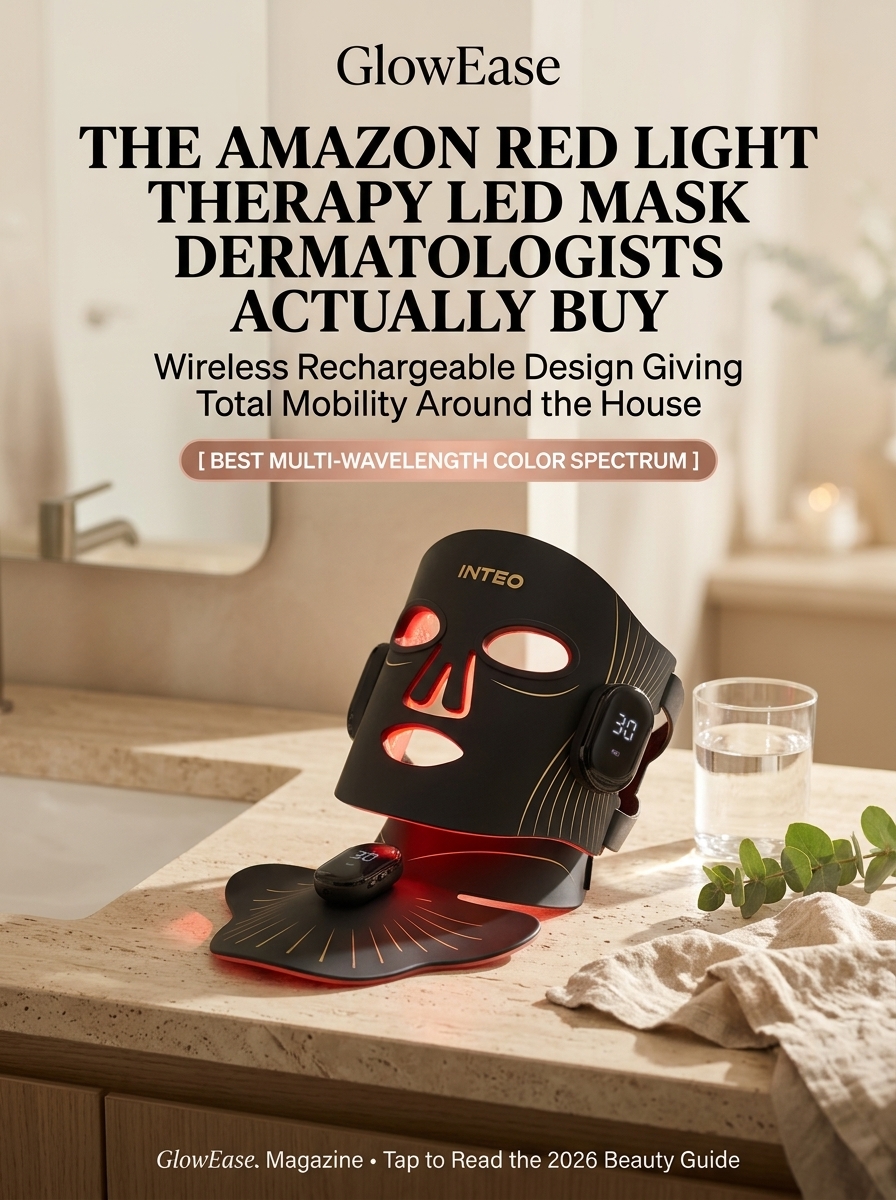 GlowEase
THE AMAZON RED LIGHT
THERAPY LED MASK
DERMATOLOGISTS
ACTUALLY BUY
Wireless Rechargeable Design Giving
Total Mobility Around the House
[ BEST MULTI-WAVELENGTH COLOR SPECTRUM ]
INTEO
30
30
GlowEase. Magazine • Tap to Read the 2026 Beauty Guide